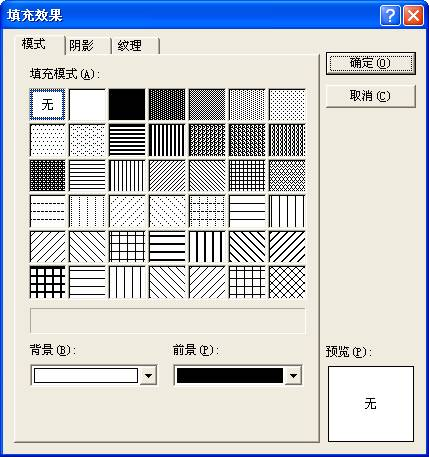 填充效果
模式 阴影 纹理
填充模式(A):
确定(O)
取消(C)
无
背景(B):
前景(P):
预览(P):
无